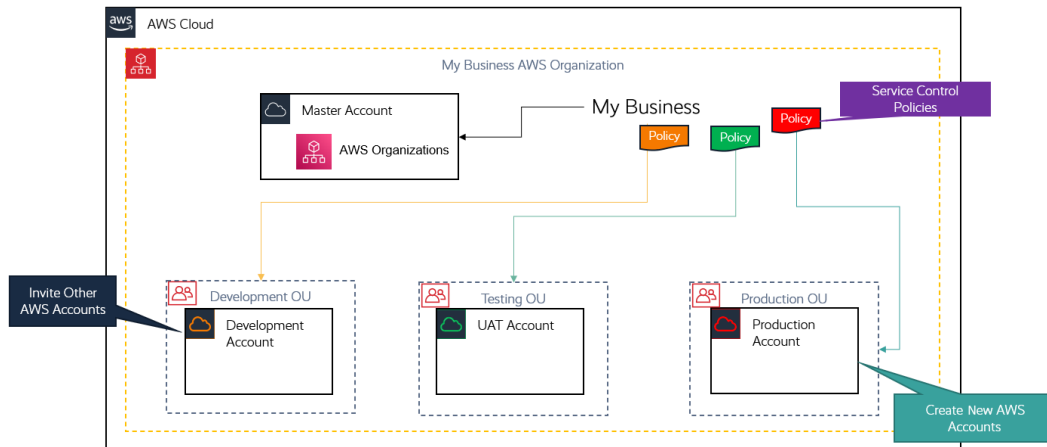 aws
AWS Cloud
My Business AWS Organization
Master Account
AWS Organizations
My Business
Policy
Policy
Policy
Service Control
Policies
Invite Other
AWS Accounts
Development OU
Development
Account
Testing OU
UAT Account
Production OU
Production
Account
Create New AWS
Accounts